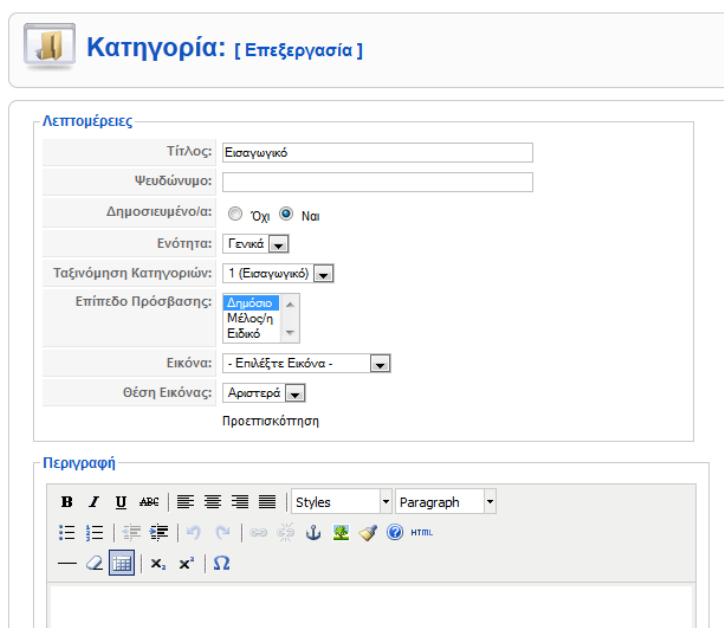 Κατηγορία: [ Επεξεργασία ]
Λεπτομέρειες
Τίτλος: Εισαγωγικό
Ψευδώνυμο:
Δημοσιευμένο/α: Όχι Ναι
Ενότητα: Γενικά
Ταξινόμηση Κατηγοριών: 1 (Εισαγωγικό)
Επίπεδο Πρόσβασης: Δημόσιο
Μέλος/η
Ειδικό
Εικόνα: - Επιλέξτε Εικόνα -
Θέση Εικόνας: Αριστερά
Προεπισκόπηση
Περιγραφή
B I U ABC Styles Paragraph
HTML
x₂ x² Ω